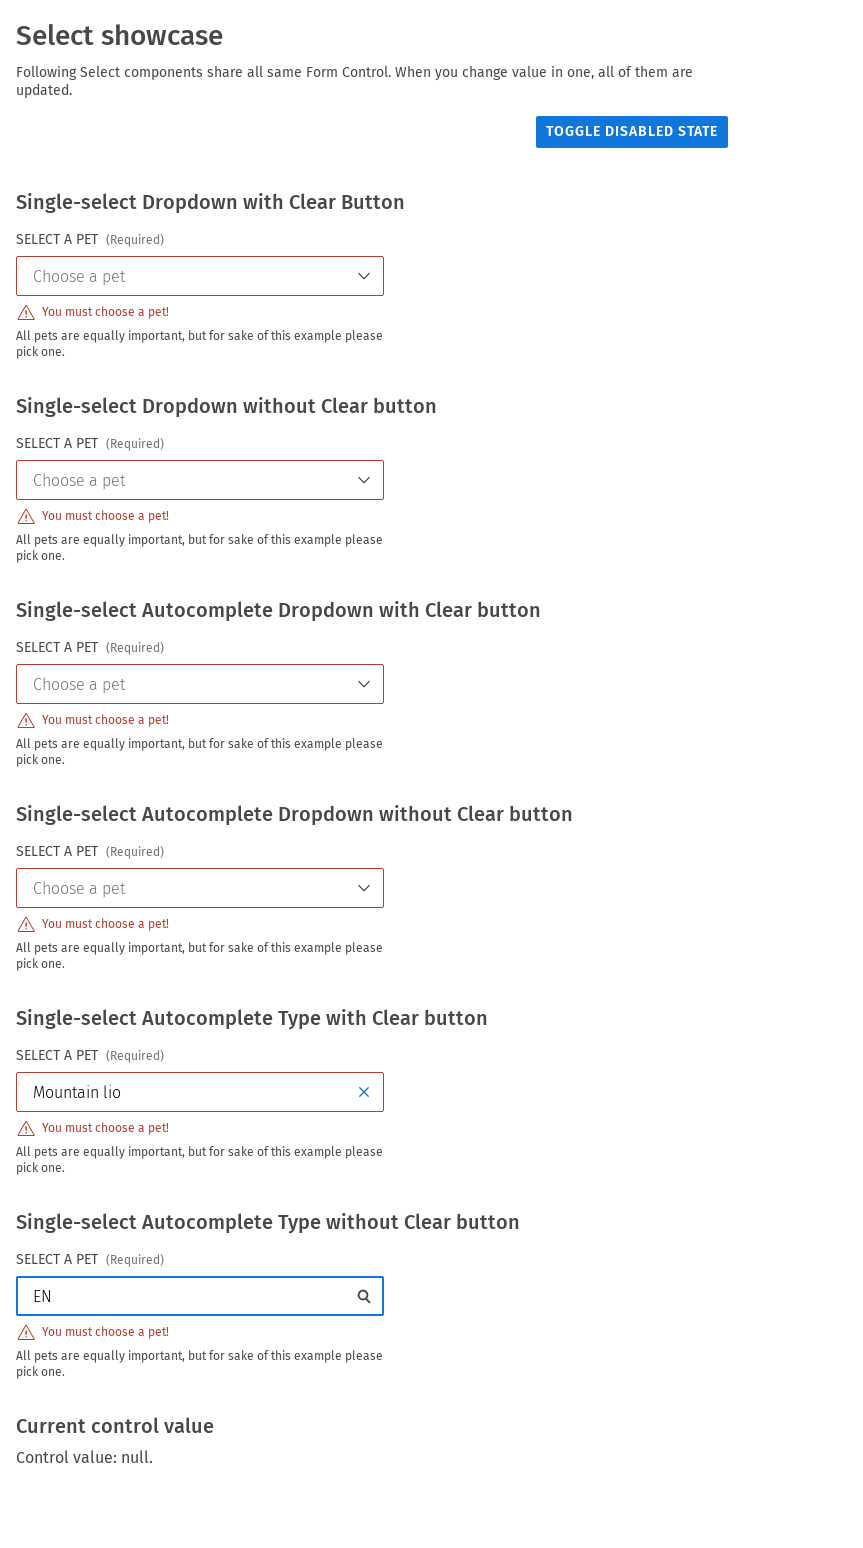 Select showcase
Following Select components share all same Form Control. When you change value in one, all of them are
updated.
TOGGLE DISABLED STATE
Single-select Dropdown with Clear Button
SELECT A PET (Required)
Choose a pet
You must choose a pet!
All pets are equally important, but for sake of this example please
pick one.
Single-select Dropdown without Clear button
SELECT A PET (Required)
Choose a pet
You must choose a pet!
All pets are equally important, but for sake of this example please
pick one.
Single-select Autocomplete Dropdown with Clear button
SELECT A PET (Required)
Choose a pet
You must choose a pet!
All pets are equally important, but for sake of this example please
pick one.
Single-select Autocomplete Dropdown without Clear button
SELECT A PET (Required)
Choose a pet
You must choose a pet!
All pets are equally important, but for sake of this example please
pick one.
Single-select Autocomplete Type with Clear button
SELECT A PET (Required)
Mountain lio
You must choose a pet!
All pets are equally important, but for sake of this example please
pick one.
Single-select Autocomplete Type without Clear button
SELECT A PET (Required)
EN
You must choose a pet!
All pets are equally important, but for sake of this example please
pick one.
Current control value
Control value: null.